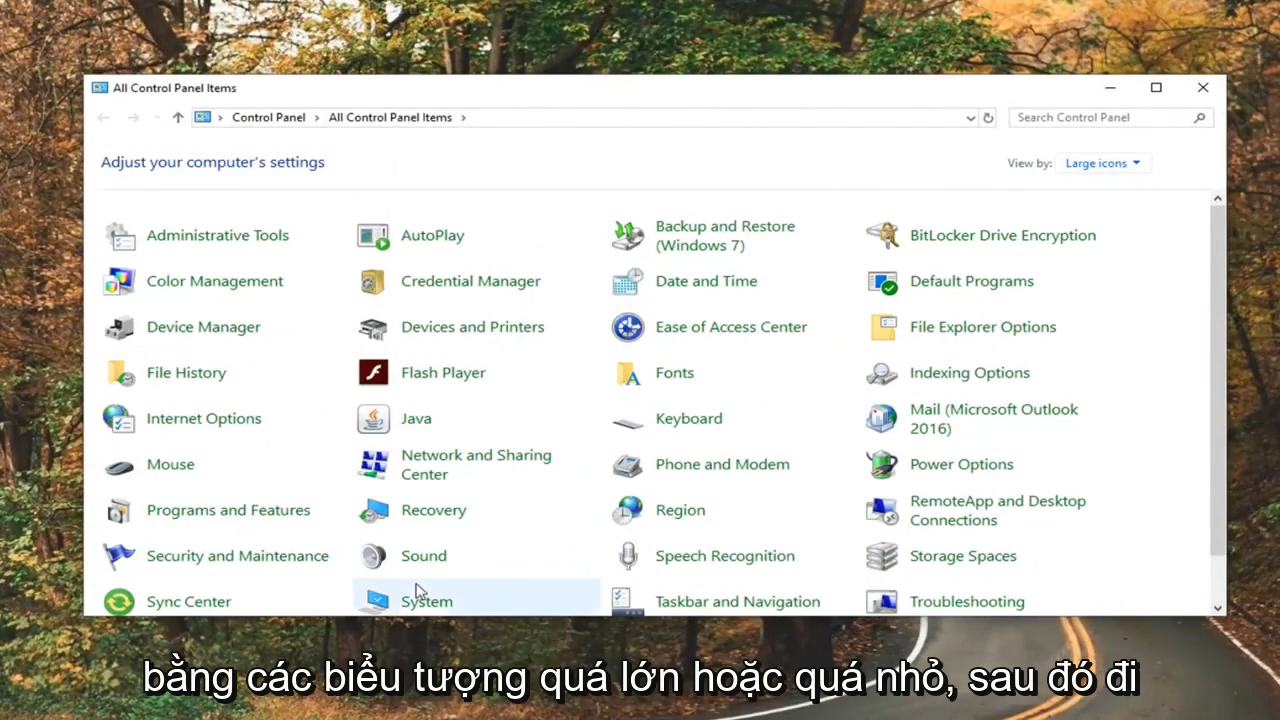 All Control Panel Items
Control Panel > All Control Panel Items >
Search Control Panel
Adjust your computer's settings
View by: Large icons
Administrative Tools
AutoPlay
Backup and Restore
(Windows 7)
BitLocker Drive Encryption
Color Management
Credential Manager
Date and Time
Default Programs
Device Manager
Devices and Printers
Ease of Access Center
File Explorer Options
File History
Flash Player
Fonts
Indexing Options
Internet Options
Java
Keyboard
Mail (Microsoft Outlook
2016)
Mouse
Network and Sharing
Center
Phone and Modem
Power Options
Programs and Features
Recovery
Region
RemoteApp and Desktop
Connections
Security and Maintenance
Sound
Speech Recognition
Storage Spaces
Sync Center
System
Taskbar and Navigation
Troubleshooting
bằng các biểu tượng quá lớn hoặc quá nhỏ, sau đó đi